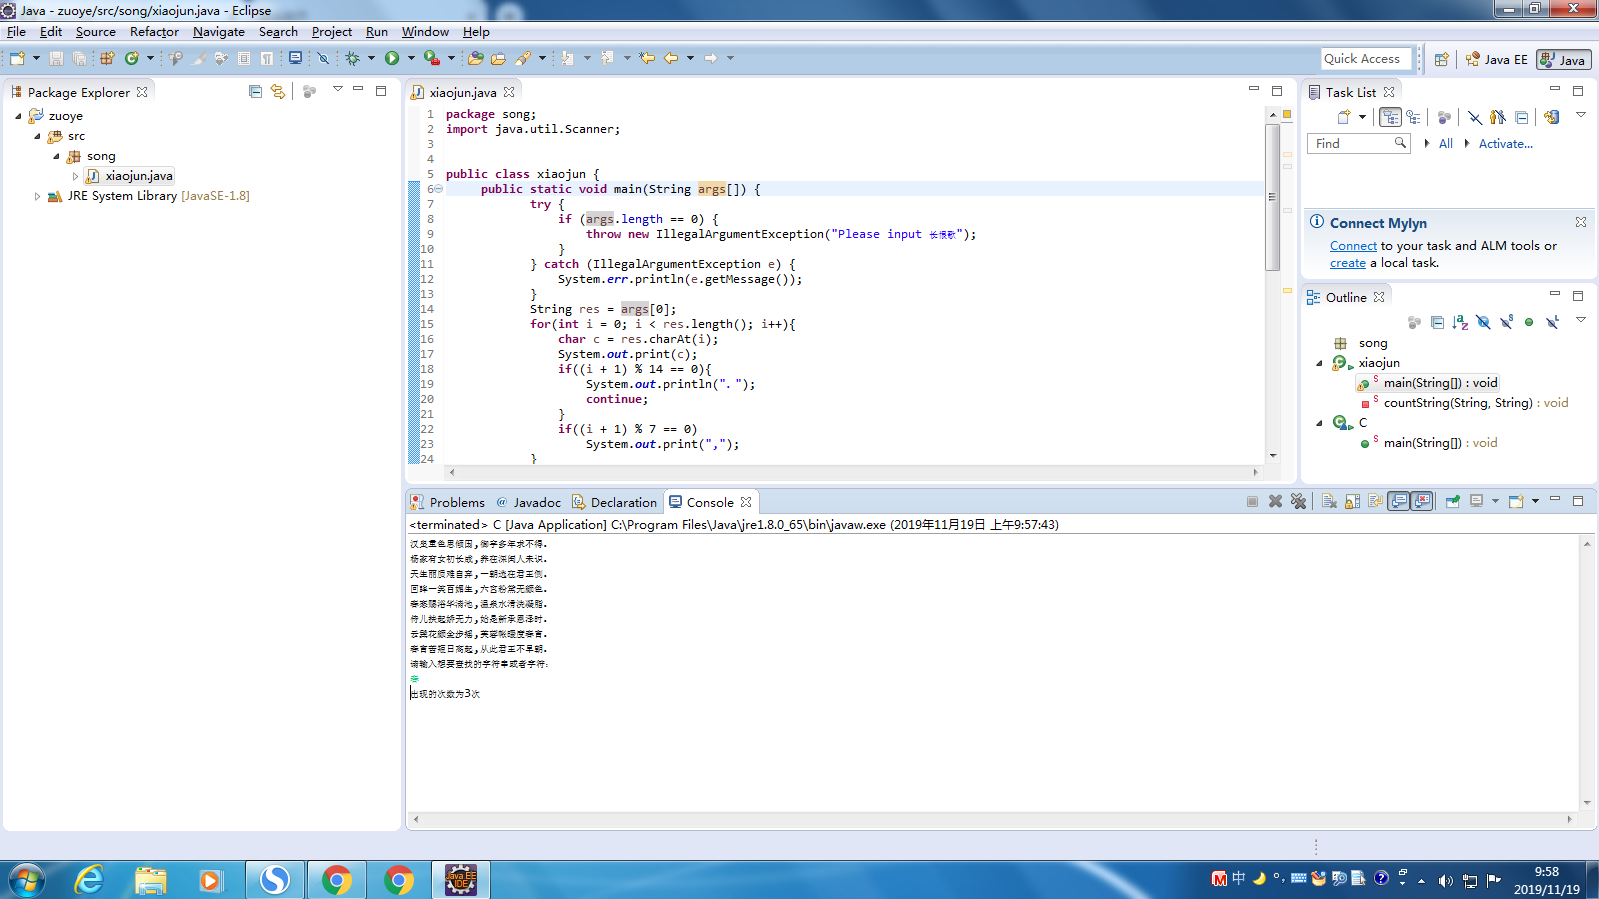 Java - zuoye/src/song/xiaojun.java - Eclipse
File Edit Source Refactor Navigate Search Project Run Window Help
Quick Access
Java EE
Java
Package Explorer
zuoye
src
song
xiaojun.java
JRE System Library [JavaSE-1.8]
xiaojun.java
1 package song;
2 import java.util.Scanner;
3
4
5 public class xiaojun {
6 public static void main(String args[]) {
7 try {
8 if (args.length == 0) {
9 throw new IllegalArgumentException("Please input 长恨歌");
10 }
11 } catch (IllegalArgumentException e) {
12 System.err.println(e.getMessage());
13 }
14 String res = args[0];
15 for(int i = 0; i < res.length(); i++){
16 char c = res.charAt(i);
17 System.out.print(c);
18 if((i + 1) % 14 == 0){
19 System.out.println("．");
20 continue;
21 }
22 if((i + 1) % 7 == 0)
23 System.out.print(",");
24 }
Task List
Find
All
Activate...
Connect Mylyn
Connect to your task and ALM tools or
create a local task.
Outline
song
xiaojun
main(String[]) : void
countString(String, String) : void
C
main(String[]) : void
Problems @ Javadoc Declaration Console
<terminated> C [Java Application] C:\Program Files\Java\jre1.8.0_65\bin\javaw.exe (2019年11月19日 上午9:57:43)
汉皇重色思倾国,御宇多年求不得.
杨家有女初长成,养在深闺人未识.
天生丽质难自弃,一朝选在君王侧.
回眸一笑百媚生,六宫粉黛无颜色.
春寒赐浴华清池,温泉水滑洗凝脂.
侍儿扶起娇无力,始是新承恩泽时.
云鬓花颜金步摇,芙蓉帐暖度春宵.
春宵苦短日高起,从此君王不早朝.
请输入想要查找的字符串或者字符:
春
出现的次数为3次
中
9:58
2019/11/19